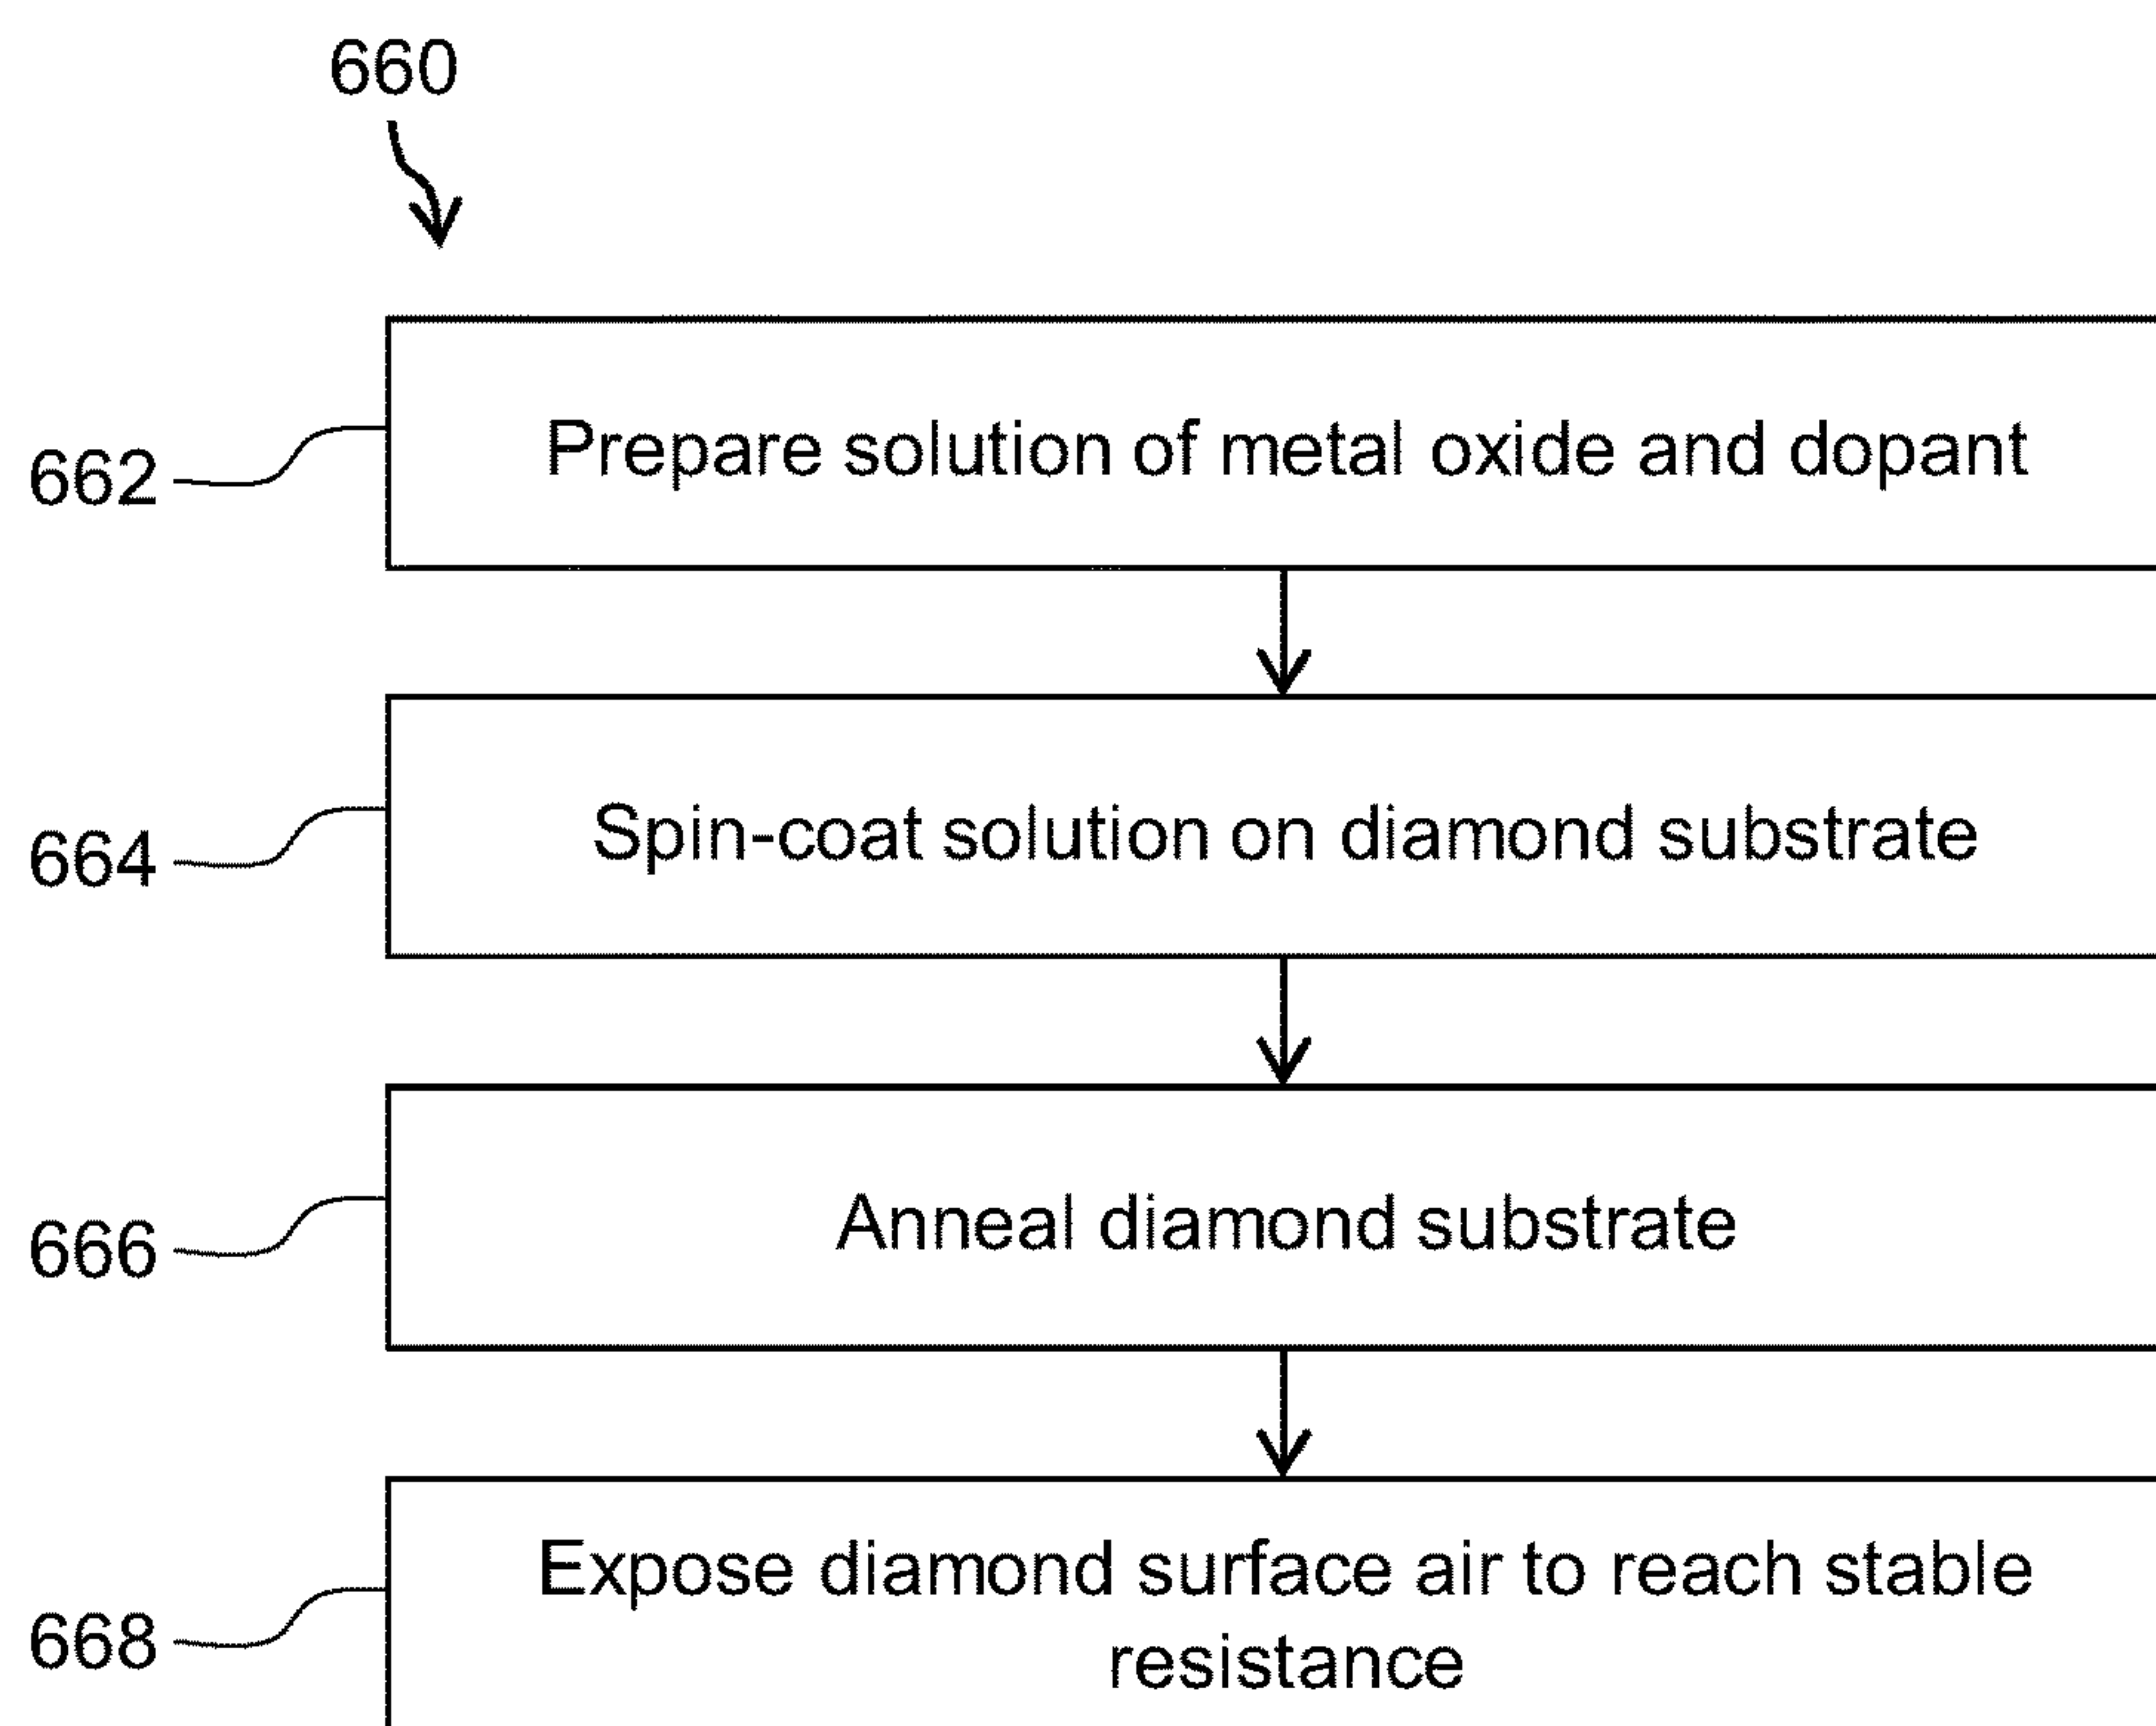 660
662
Prepare solution of metal oxide and dopant
664
Spin-coat solution on diamond substrate
666
Anneal diamond substrate
668
Expose diamond surface air to reach stable
resistance